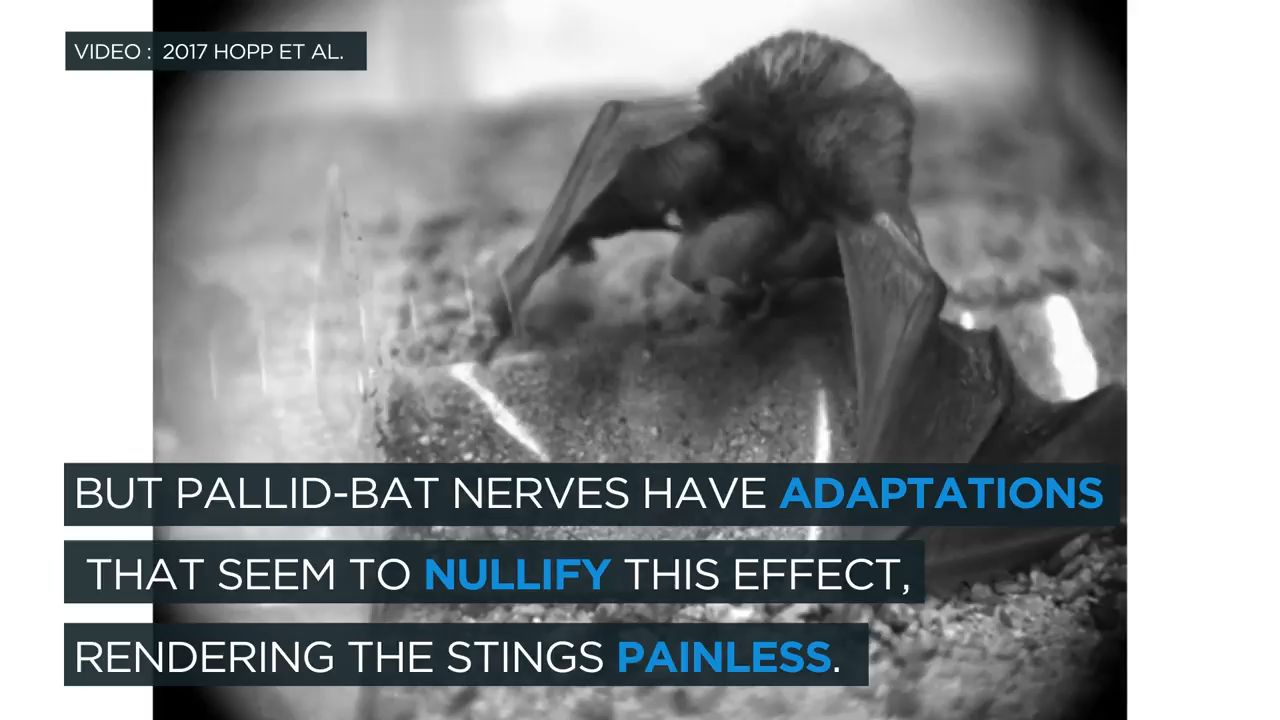 VIDEO : 2017 HOPP ET AL.
BUT PALLID-BAT NERVES HAVE ADAPTATIONS
THAT SEEM TO NULLIFY THIS EFFECT,
RENDERING THE STINGS PAINLESS.